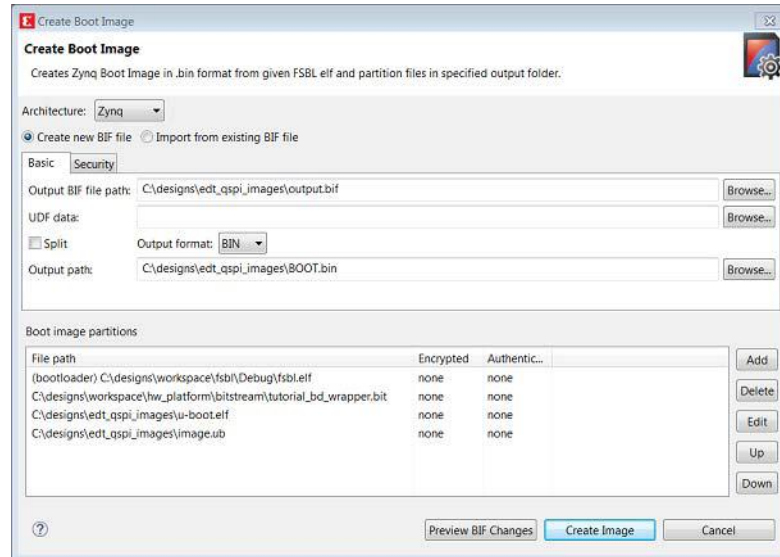 Create Boot Image
Create Boot Image
Creates Zynq Boot Image in .bin format from given FSBL elf and partition files in specified output folder.
Architecture: Zynq
Create new BIF file Import from existing BIF file
Basic Security
Output BIF file path: C:\designs\edt_qspi_images\output.bif Browse...
UDF data: Browse...
Split Output format: BIN
Output path: C:\designs\edt_qspi_images\BOOT.bin Browse...
Boot image partitions
File path Encrypted Authentic... Add
(bootloader) C:\designs\workspace\fsbl\Debug\fsbl.elf none none
C:\designs\workspace\hw_platform\bitstream\tutorial_bd_wrapper.bit none none Delete
C:\designs\edt_qspi_images\u-boot.elf none none Edit
C:\designs\edt_qspi_images\image.ub none none
Up
Down
? Preview BIF Changes Create Image Cancel